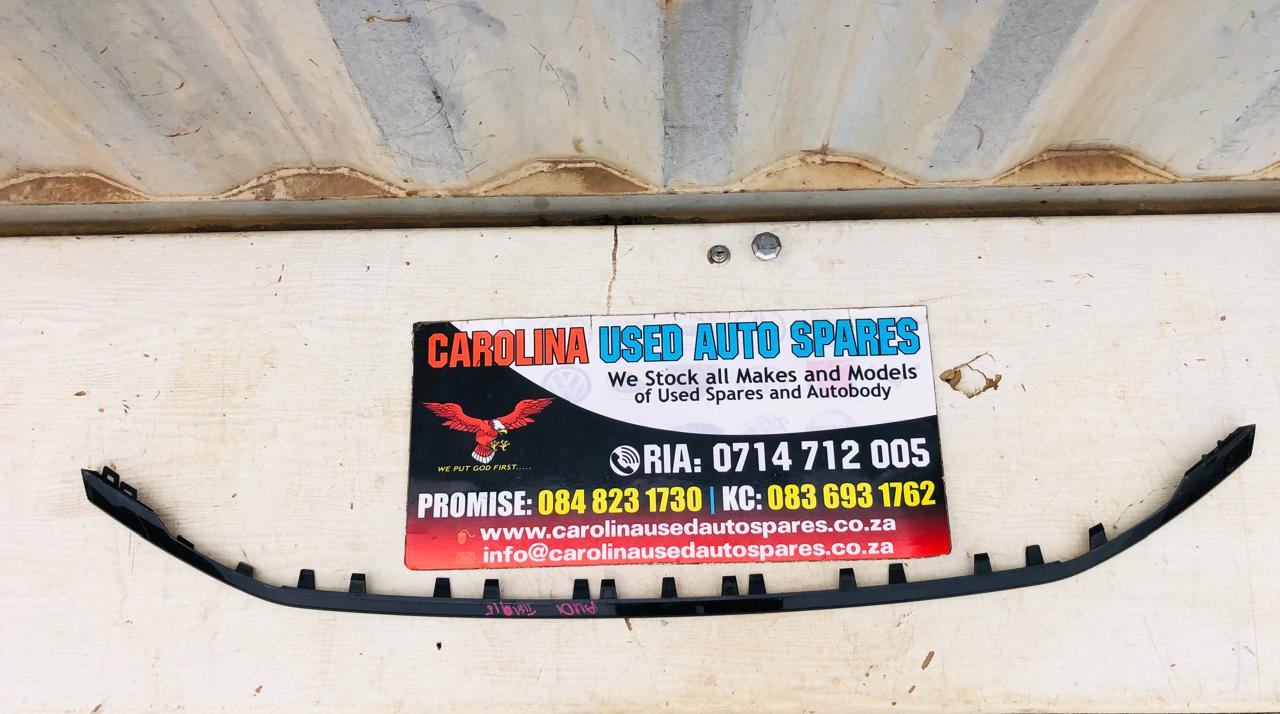 CAROLINA USED AUTO SPARES
We Stock all Makes and Models
of Used Spares and Autobody
WE PUT GOD FIRST.....
RIA: 0714 712 005
PROMISE: 084 823 1730 | KC: 083 693 1762
www.carolinausedautospares.co.za
info@carolinausedautospares.co.za
AUDI